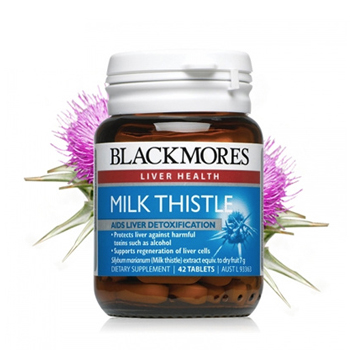 BLACKMORES
LIVER HEALTH
MILK THISTLE
AIDS LIVER DETOXIFICATION
• Protects liver against harmful
toxins such as alcohol
• Supports regeneration of liver cells
Silybum marianum (Milk thistle) extract equiv. to dry fruit 7 g
DIETARY SUPPLEMENT | 42 TABLETS | AUST L 91363